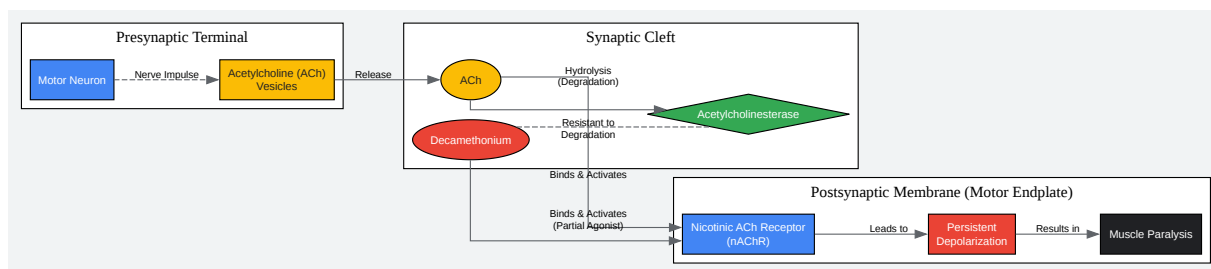 Presynaptic Terminal
Motor Neuron
Nerve Impulse
Acetylcholine (ACh)
Vesicles
Release
Synaptic Cleft
ACh
Hydrolysis
(Degradation)
Acetylcholinesterase
Resistant to
Degradation
Decamethonium
Binds & Activates
Binds & Activates
(Partial Agonist)
Postsynaptic Membrane (Motor Endplate)
Nicotinic ACh Receptor
(nAChR)
Leads to
Persistent
Depolarization
Results in
Muscle Paralysis